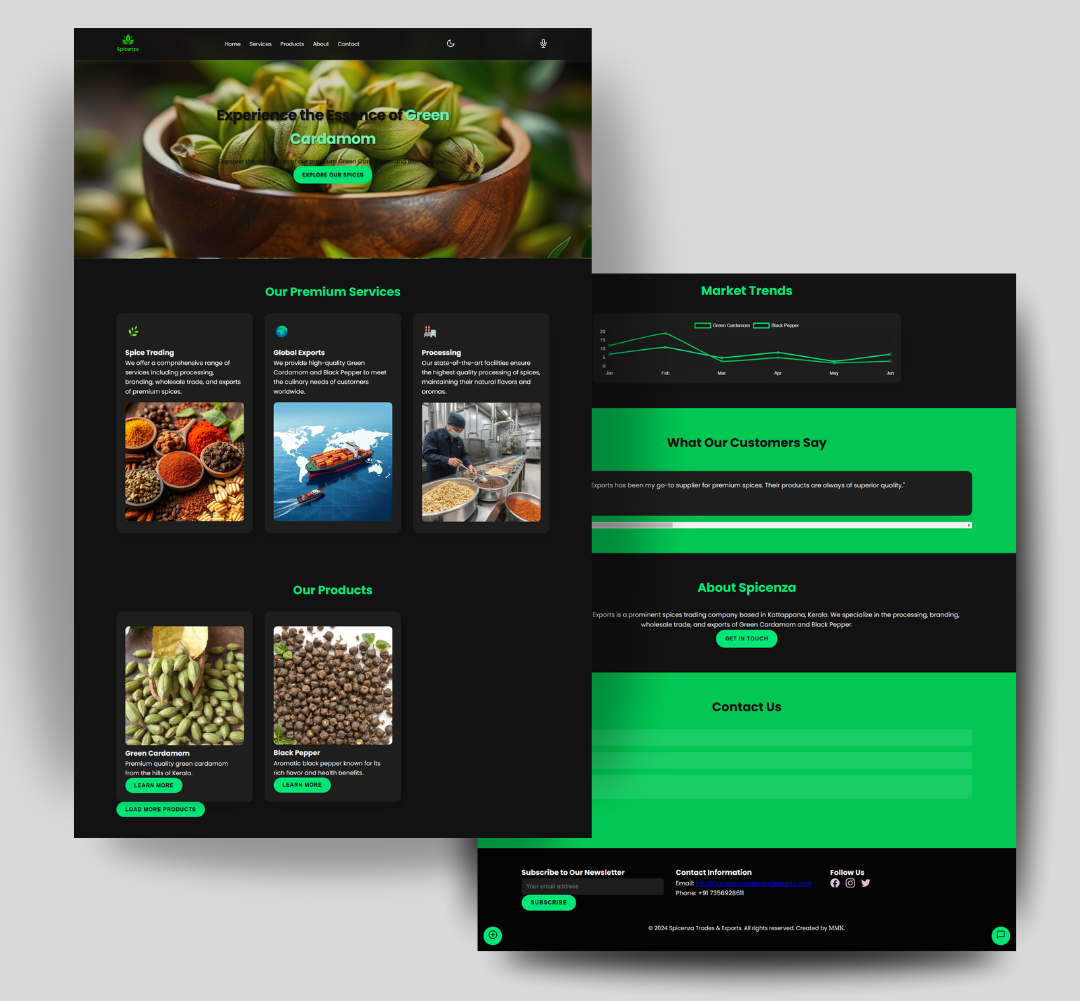 Spicenza
Home Services Products About Contact
Experience the Essence of Green
Cardamom
EXPLORE OUR SPICES
Our Premium Services
Spice Trading
We offer a comprehensive range of
services including processing,
branding, wholesale trade, and exports
of premium spices.
Global Exports
We provide high-quality Green
Cardamom and Black Pepper to meet
the culinary needs of customers
worldwide.
Processing
Our state-of-the-art facilities ensure
the highest quality processing of spices,
maintaining their natural flavors and
aromas.
Our Products
Green Cardamom
Premium quality green cardamom
from the hills of Kerala.
LEARN MORE
Black Pepper
Aromatic black pepper known for its
rich flavor and health benefits.
LEARN MORE
LOAD MORE PRODUCTS
Market Trends
Green Cardamom Black Pepper
20
15
10
5
0
Jan Feb Mar Apr May Jun
What Our Customers Say
Exports has been my go-to supplier for premium spices. Their products are always of superior quality."
About Spicenza
Exports is a prominent spices trading company based in Kattappana, Kerala. We specialize in the processing, branding,
wholesale trade, and exports of Green Cardamom and Black Pepper.
GET IN TOUCH
Contact Us
Subscribe to Our Newsletter
Your email address
SUBSCRIBE
Contact Information
Email:
Phone: +91 7356928611
Follow Us
© 2024 Spicenza Trades & Exports. All rights reserved. Created by MMK.